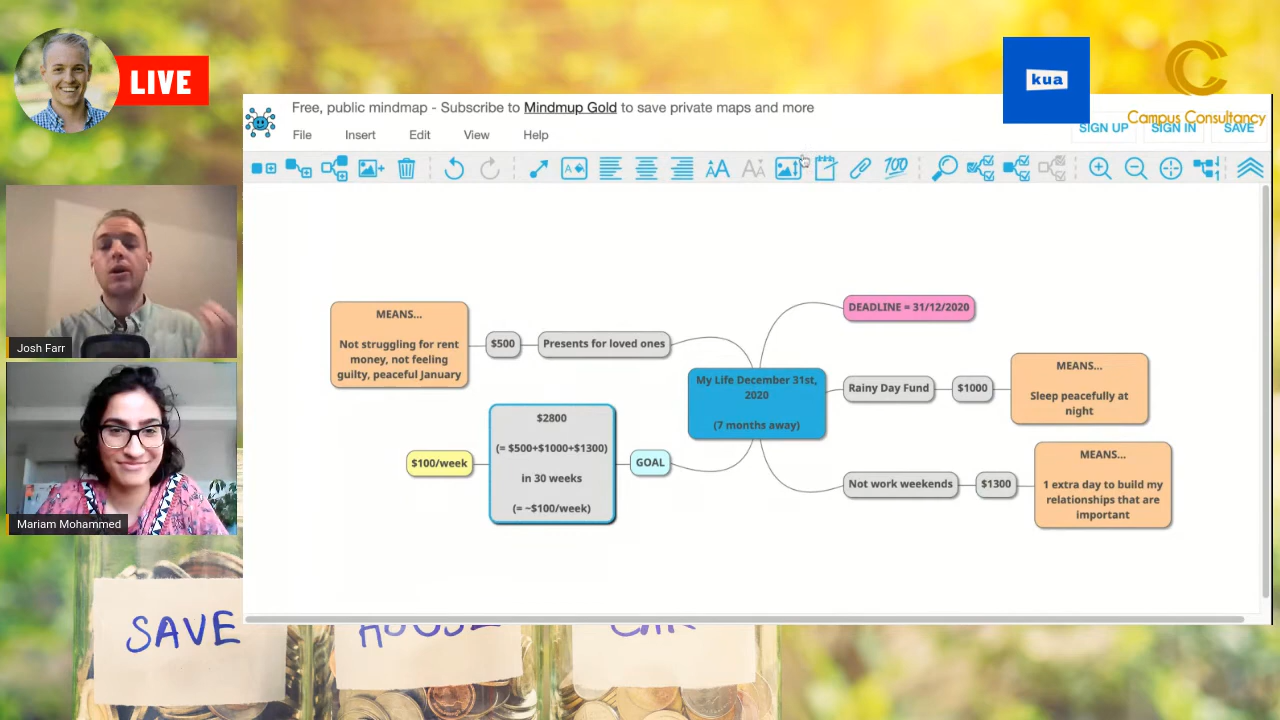 LIVE
kua
Campus Consultancy
Free, public mindmap - Subscribe to Mindmup Gold to save private maps and more
File Insert Edit View Help
SIGN UP SIGN IN SAVE
A
AA
AA
100
MEANS...
Not struggling for rent
money, not feeling
guilty, peaceful January
$500
Presents for loved ones
DEADLINE = 31/12/2020
My Life December 31st,
2020
(7 months away)
Rainy Day Fund
$1000
MEANS...
Sleep peacefully at
night
$100/week
$2800
(= $500+$1000+$1300)
in 30 weeks
(= ~$100/week)
GOAL
Not work weekends
$1300
MEANS...
1 extra day to build my
relationships that are
important
Josh Farr
Mariam Mohammed
SAVE
HOUSE
CAR